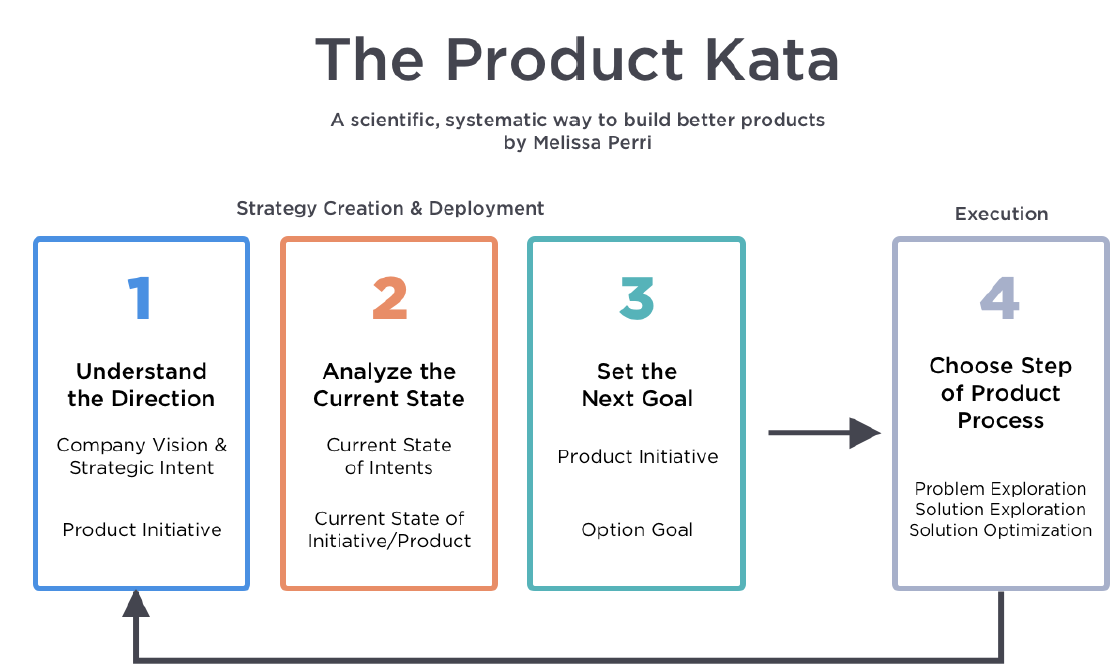 The Product Kata
A scientific, systematic way to build better products
by Melissa Perri
Strategy Creation & Deployment
Execution
1
Understand
the Direction
Company Vision &
Strategic Intent
Product Initiative
2
Analyze the
Current State
Current State
of Intents
Current State of
Initiative/Product
3
Set the
Next Goal
Product Initiative
Option Goal
4
Choose Step
of Product
Process
Problem Exploration
Solution Exploration
Solution Optimization